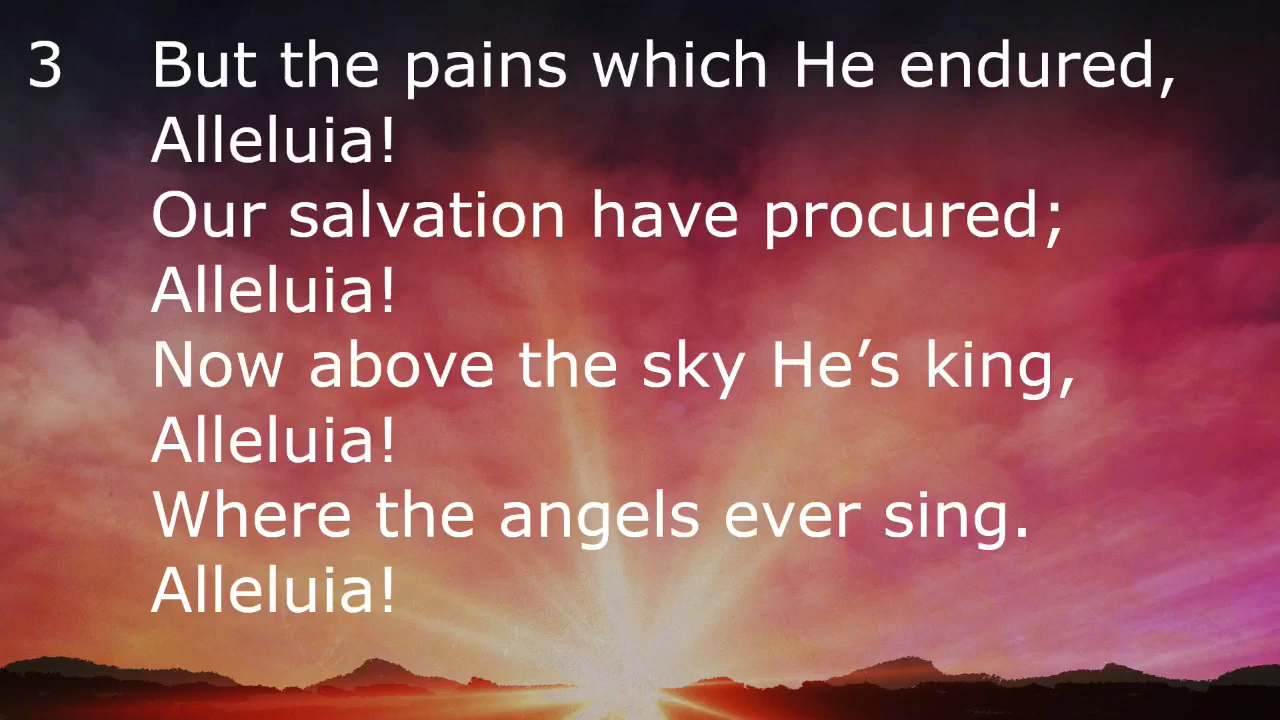 3 But the pains which He endured,
Alleluia!
Our salvation have procured;
Alleluia!
Now above the sky He’s king,
Alleluia!
Where the angels ever sing.
Alleluia!